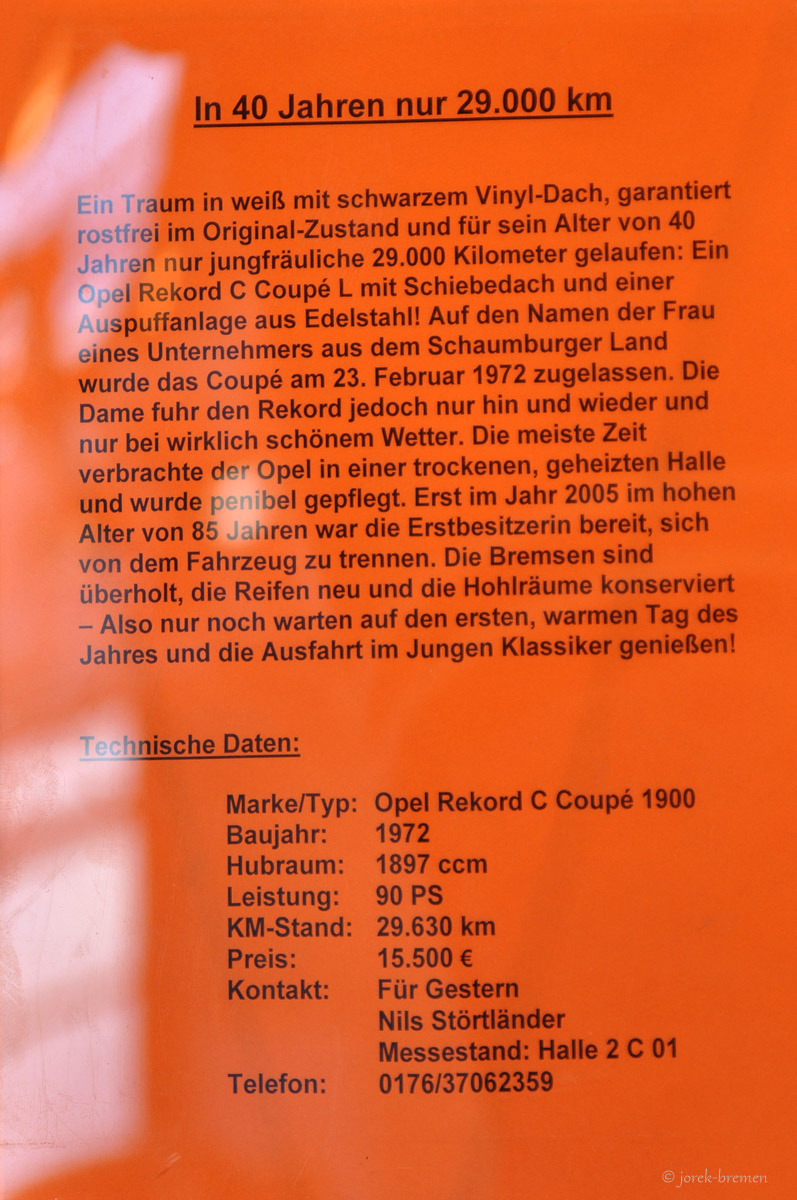 In 40 Jahren nur 29.000 km
Ein Traum in weiß mit schwarzem Vinyl-Dach, garantiert
rostfrei im Original-Zustand und für sein Alter von 40
Jahren nur jungfräuliche 29.000 Kilometer gelaufen: Ein
Opel Rekord C Coupé L mit Schiebedach und einer
Auspuffanlage aus Edelstahl! Auf den Namen der Frau
eines Unternehmers aus dem Schaumburger Land
wurde das Coupé am 23. Februar 1972 zugelassen. Die
Dame fuhr den Rekord jedoch nur hin und wieder und
nur bei wirklich schönem Wetter. Die meiste Zeit
verbrachte der Opel in einer trockenen, geheizten Halle
und wurde penibel gepflegt. Erst im Jahr 2005 im hohen
Alter von 85 Jahren war die Erstbesitzerin bereit, sich
von dem Fahrzeug zu trennen. Die Bremsen sind
überholt, die Reifen neu und die Hohlräume konserviert
– Also nur noch warten auf den ersten, warmen Tag des
Jahres und die Ausfahrt im Jungen Klassiker genießen!
Technische Daten:
Marke/Typ: Opel Rekord C Coupé 1900
Baujahr: 1972
Hubraum: 1897 ccm
Leistung: 90 PS
KM-Stand: 29.630 km
Preis: 15.500 €
Kontakt: Für Gestern
Nils Störtländer
Messestand: Halle 2 C 01
Telefon: 0176/37062359
© jorek-bremen